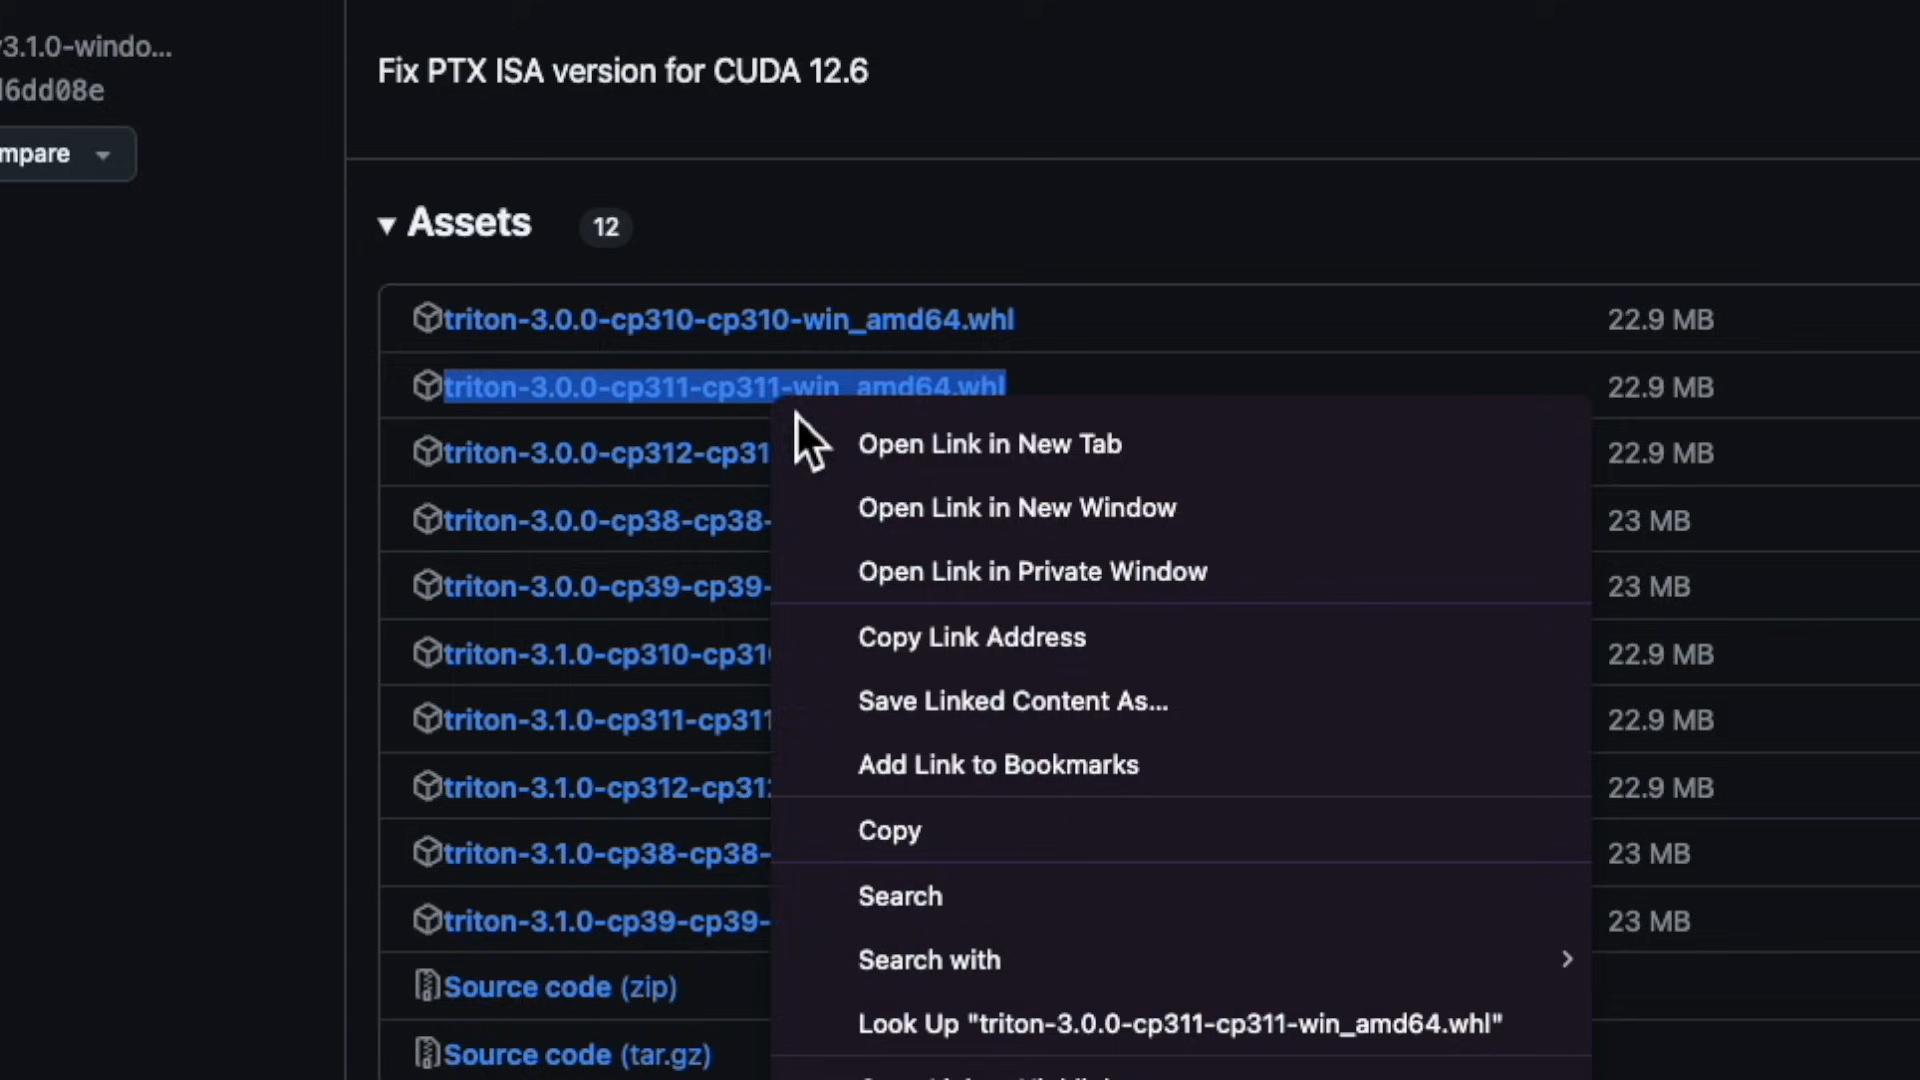 v3.1.0-windo...
d6dd08e
mpare
Fix PTX ISA version for CUDA 12.6
Assets 12
triton-3.0.0-cp310-cp310-win_amd64.whl 22.9 MB
triton-3.0.0-cp311-cp311-win_amd64.whl 22.9 MB
triton-3.0.0-cp312-cp31 22.9 MB
triton-3.0.0-cp38-cp38- 23 MB
triton-3.0.0-cp39-cp39- 23 MB
triton-3.1.0-cp310-cp31 22.9 MB
triton-3.1.0-cp311-cp311 22.9 MB
triton-3.1.0-cp312-cp31 22.9 MB
triton-3.1.0-cp38-cp38- 23 MB
triton-3.1.0-cp39-cp39- 23 MB
Source code (zip)
Source code (tar.gz)
Open Link in New Tab
Open Link in New Window
Open Link in Private Window
Copy Link Address
Save Linked Content As...
Add Link to Bookmarks
Copy
Search
Search with
Look Up "triton-3.0.0-cp311-cp311-win_amd64.whl"